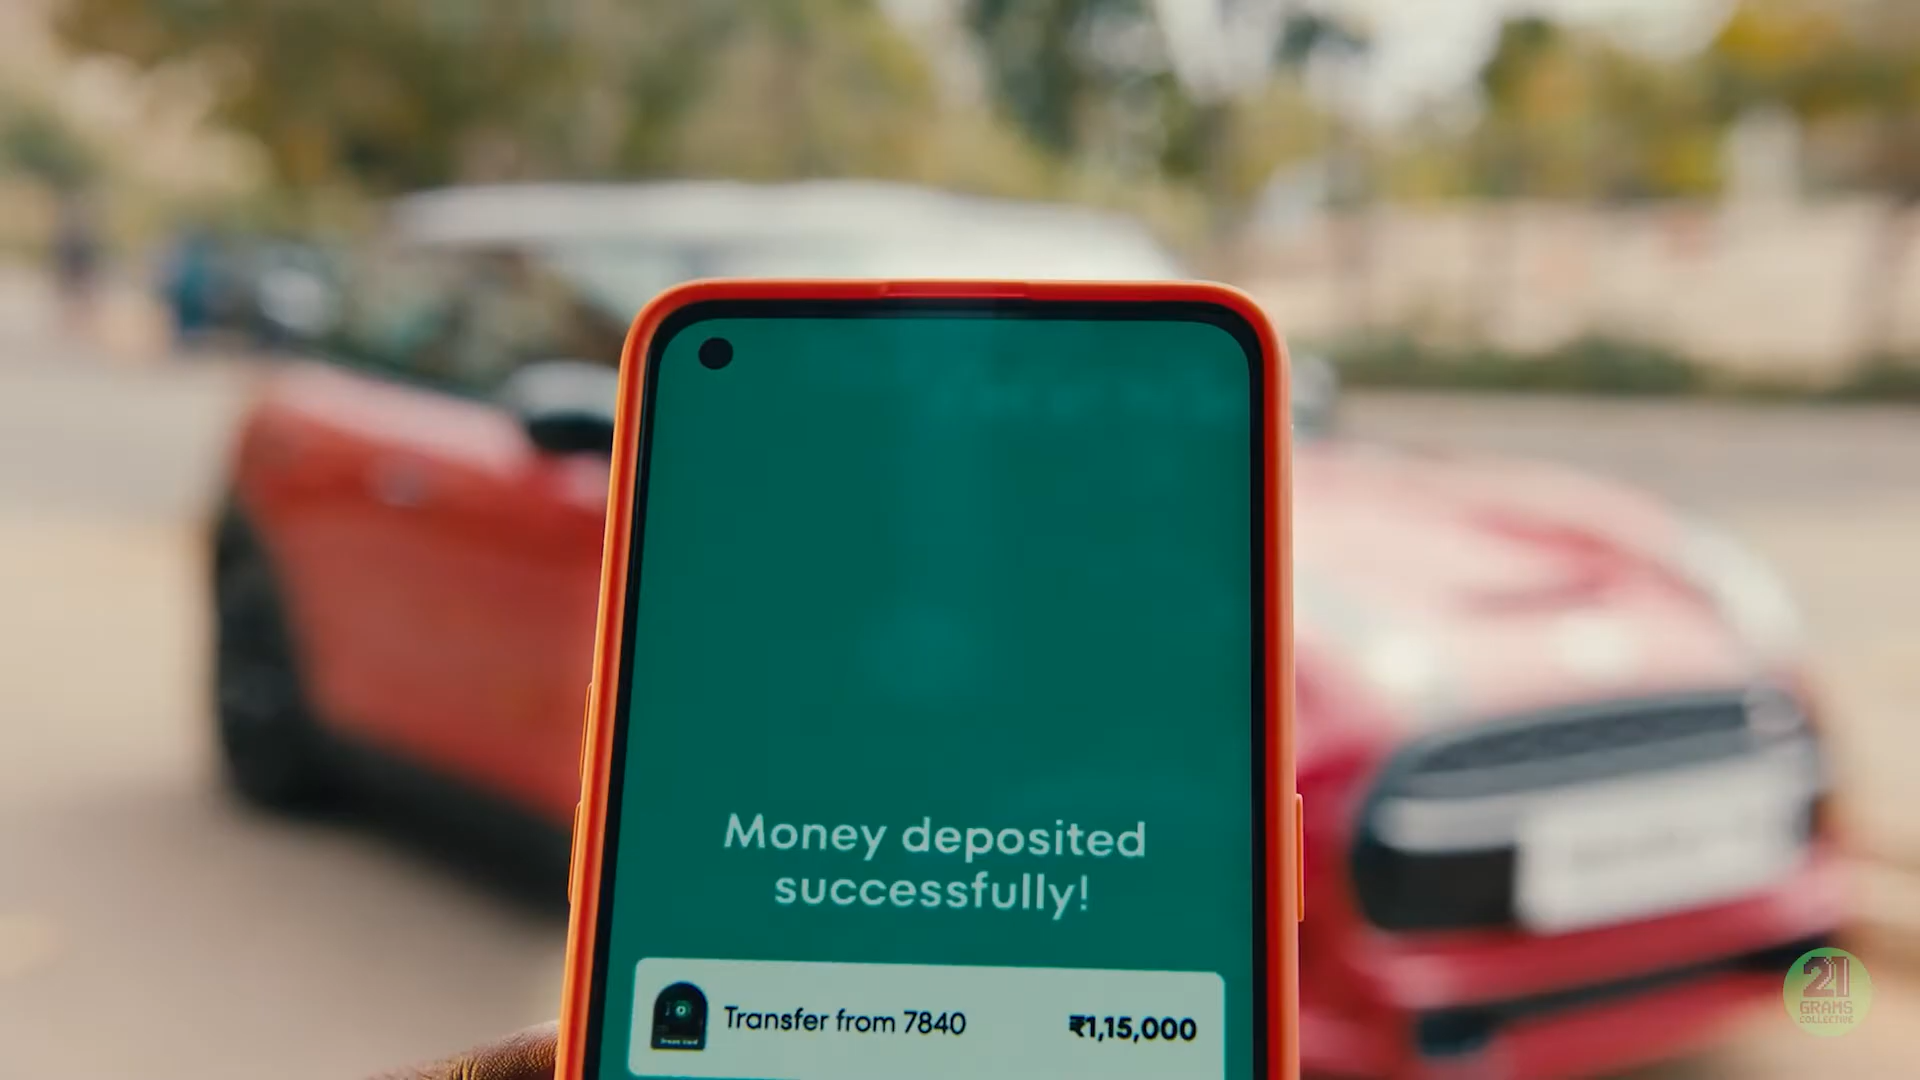 Money deposited
successfully!
Transfer from 7840 ₹1,15,000
21
GRAMS
COLLECTIVE